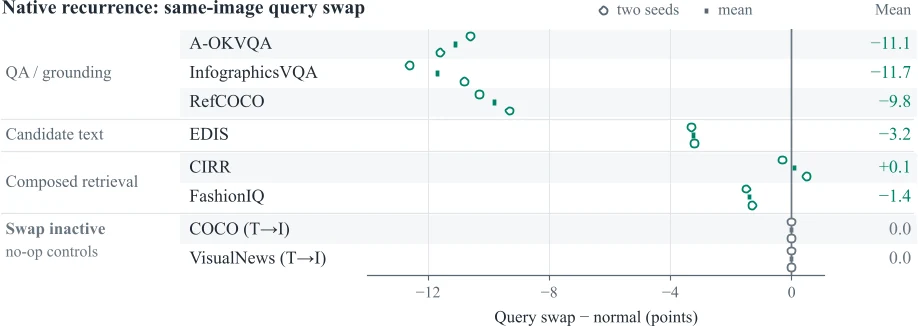 Native recurrence: same-image query swap
two seeds mean Mean
A-OKVQA −11.1
QA / grounding InfographicsVQA −11.7
RefCOCO −9.8
Candidate text EDIS −3.2
CIRR +0.1
Composed retrieval
FashionIQ −1.4
Swap inactive COCO (T→I) 0.0
no-op controls
VisualNews (T→I) 0.0
−12 −8 −4 0
Query swap − normal (points)